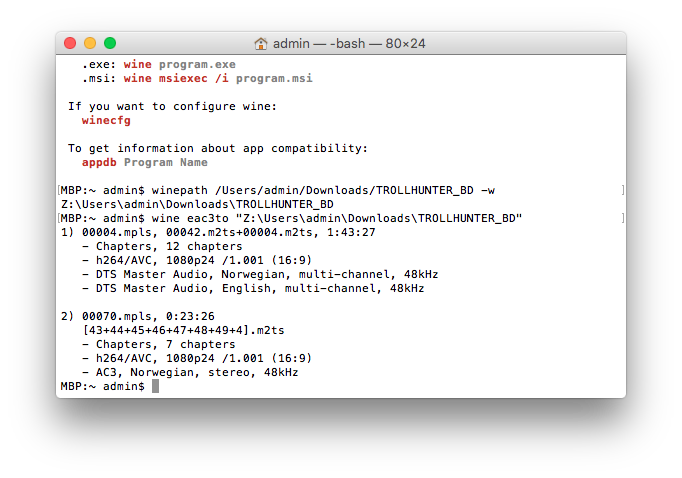 admin — -bash — 80×24
.exe: wine program.exe
.msi: wine msiexec /i program.msi
If you want to configure wine:
winecfg
To get information about app compatibility:
appdb Program Name
[MBP:~ admin$ winepath /Users/admin/Downloads/TROLLHUNTER_BD -w ]
Z:\Users\admin\Downloads\TROLLHUNTER_BD
[MBP:~ admin$ wine eac3to "Z:\Users\admin\Downloads\TROLLHUNTER_BD" ]
1) 00004.mpls, 00042.m2ts+00004.m2ts, 1:43:27
- Chapters, 12 chapters
- h264/AVC, 1080p24 /1.001 (16:9)
- DTS Master Audio, Norwegian, multi-channel, 48kHz
- DTS Master Audio, English, multi-channel, 48kHz
2) 00070.mpls, 0:23:26
[43+44+45+46+47+48+49+4].m2ts
- Chapters, 7 chapters
- h264/AVC, 1080p24 /1.001 (16:9)
- AC3, Norwegian, stereo, 48kHz
MBP:~ admin$